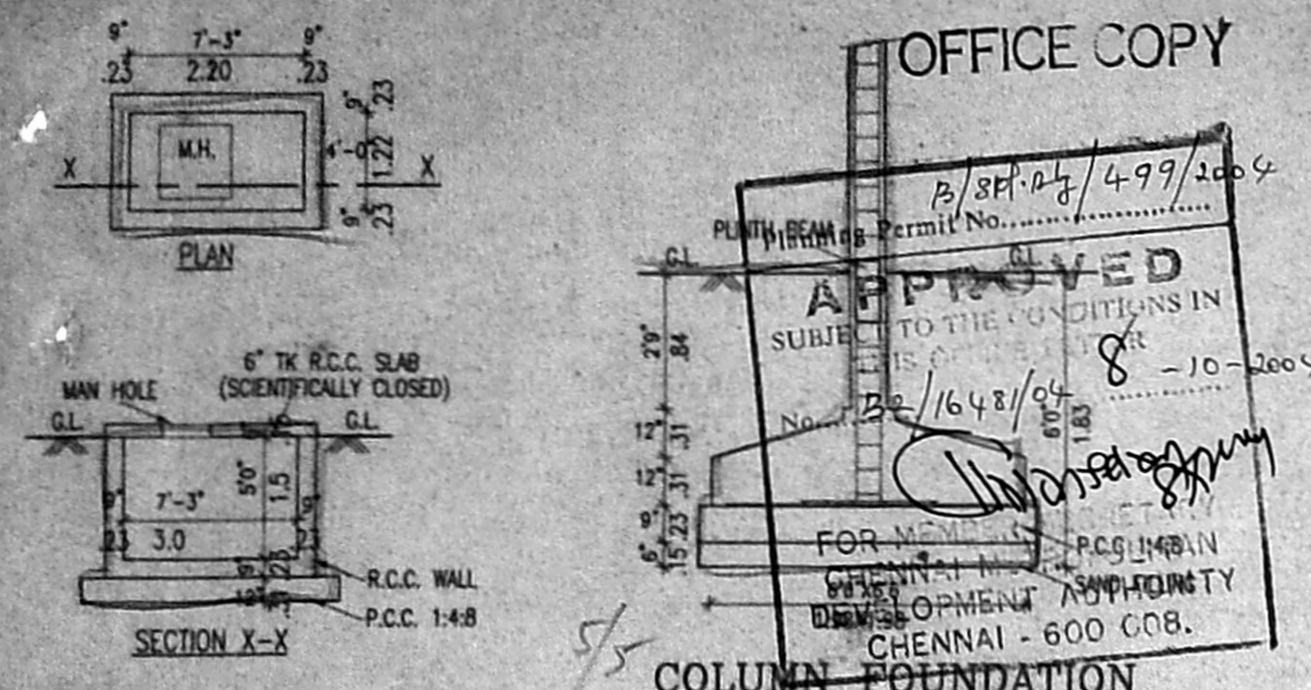 OFFICE COPY
9" 7'-3" 9"
.23 2.20 .23
9" .23
M.H.
4'-0" 1.22
X X
9" .23
PLAN
6" TK R.C.C. SLAB
(SCIENTIFICALLY CLOSED)
MAN HOLE
G.L. G.L.
5'0" 1.5
9" 7'-3" 9"
.23 3.0 .23
9" .23
R.C.C. WALL
P.C.C. 1:4:8
SECTION X-X
B/Spl.Bldg/499/2004
Planning Permit No.
PLINTH BEAM
G.L. G.L.
APPROVED
SUBJECT TO THE CONDITIONS IN
8-10-2004
No. B2/16481/04
2'9" .84
12" .31
12" .31
9" .23
6" .15
6'0" 1.83
FOR MEMBER
P.C.C. 1:4:8
SAND FILLING
CHENNAI
DEVELOPMENT AUTHORITY
CHENNAI - 600 008.
5/5
COLUMN FOUNDATION